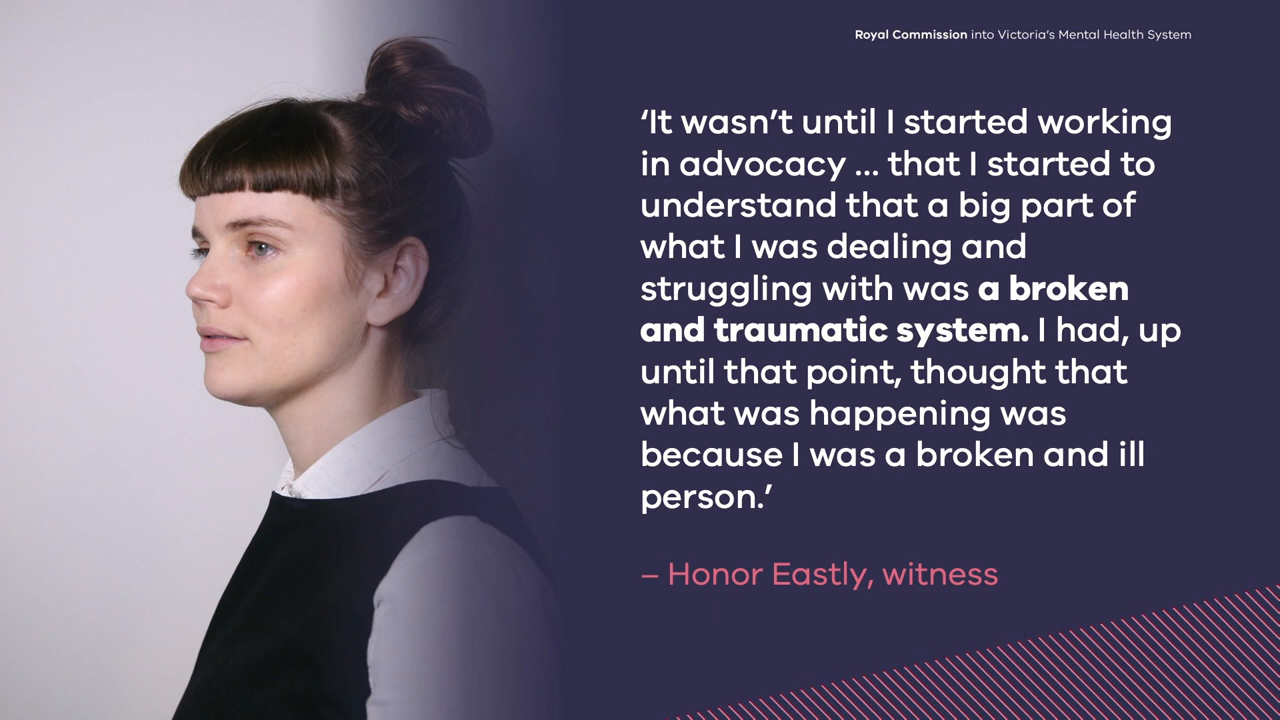 Royal Commission into Victoria’s Mental Health System
‘It wasn’t until I started working
in advocacy ... that I started to
understand that a big part of
what I was dealing and
struggling with was a broken
and traumatic system. I had, up
until that point, thought that
what was happening was
because I was a broken and ill
person.’
– Honor Eastly, witness